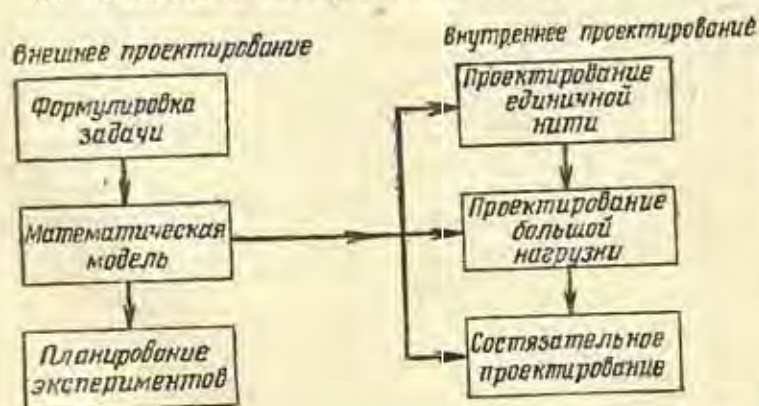 Внешнее проектирование
Формулировка
задачи
Математическая
модель
Планирование
экспериментов
Внутреннее проектирование
Проектирование
единичной
нити
Проектирование
большой
нагрузки
Состязательное
проектирование